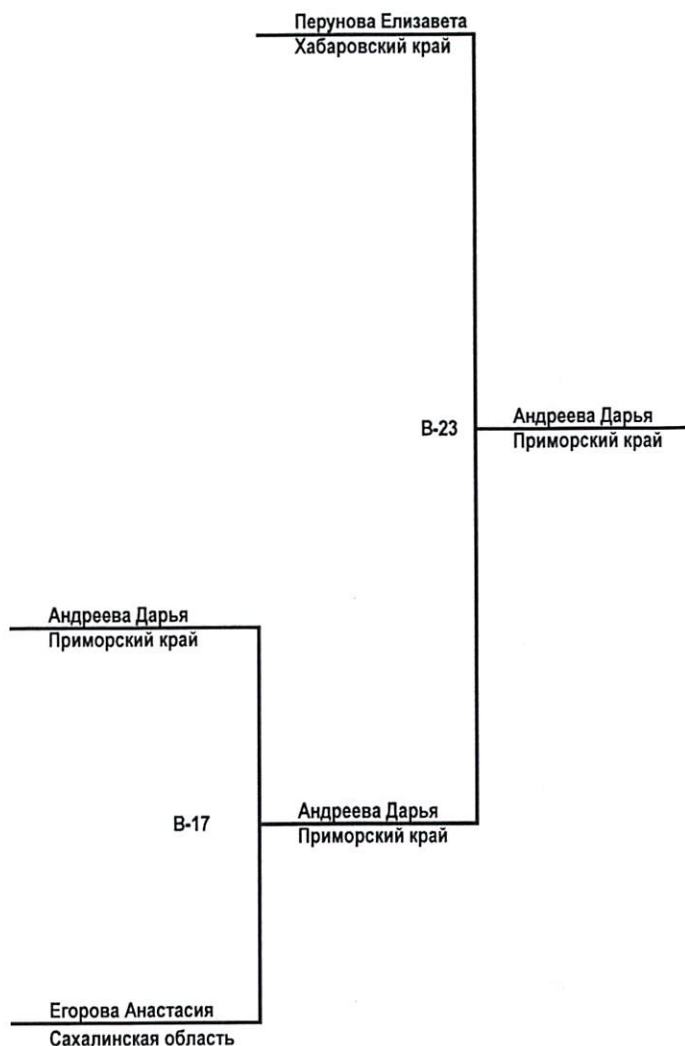 Перунова Елизавета
Хабаровский край
В-23
Андреева Дарья
Приморский край
Андреева Дарья
Приморский край
В-17
Андреева Дарья
Приморский край
Егорова Анастасия
Сахалинская область